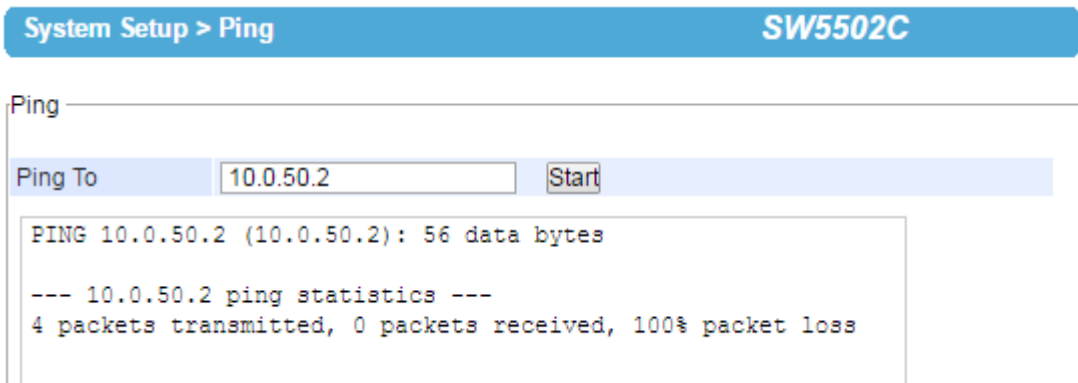 System Setup > Ping SW5502C
Ping
Ping To 10.0.50.2 Start
PING 10.0.50.2 (10.0.50.2): 56 data bytes
--- 10.0.50.2 ping statistics ---
4 packets transmitted, 0 packets received, 100% packet loss